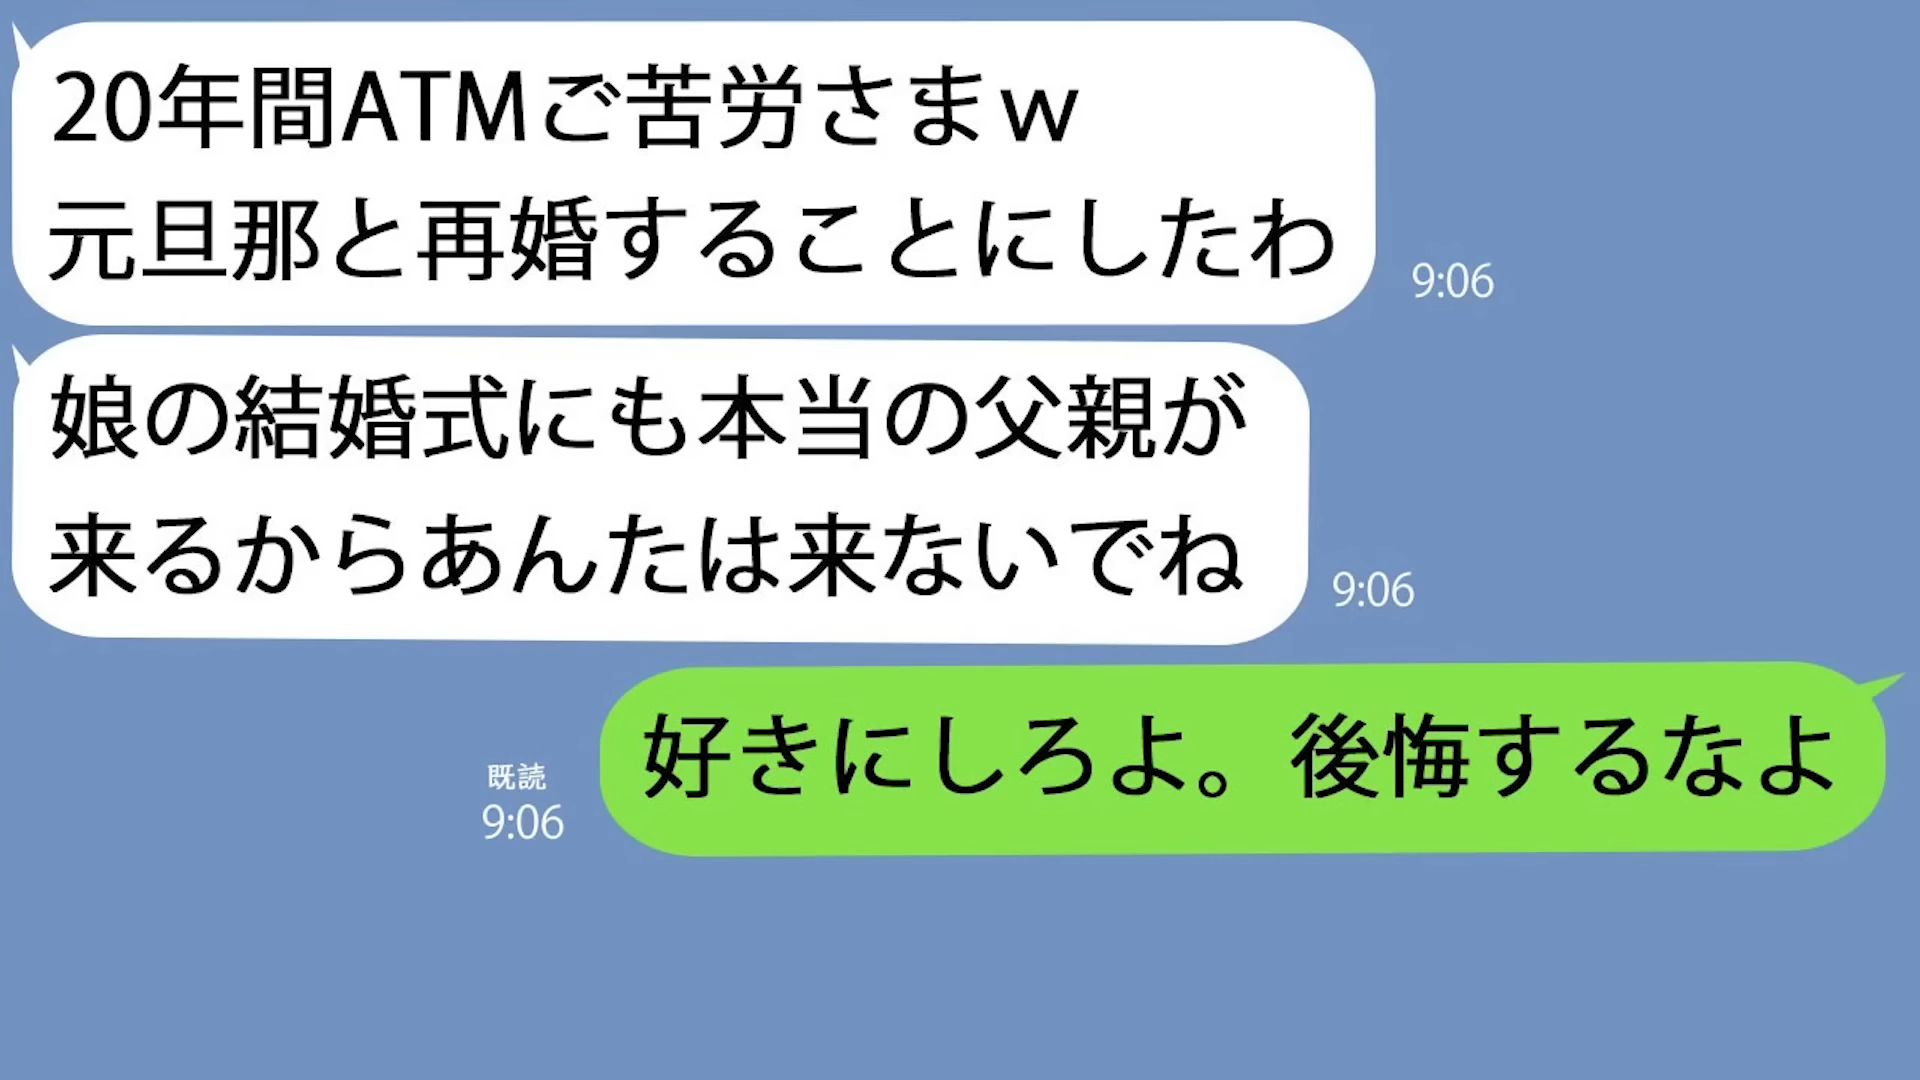 20年間ATMご苦労さまw
元旦那と再婚することにしたわ
9:06
娘の結婚式にも本当の父親が
来るからあんたは来ないでね
9:06
好きにしろよ。後悔するなよ
既読
9:06